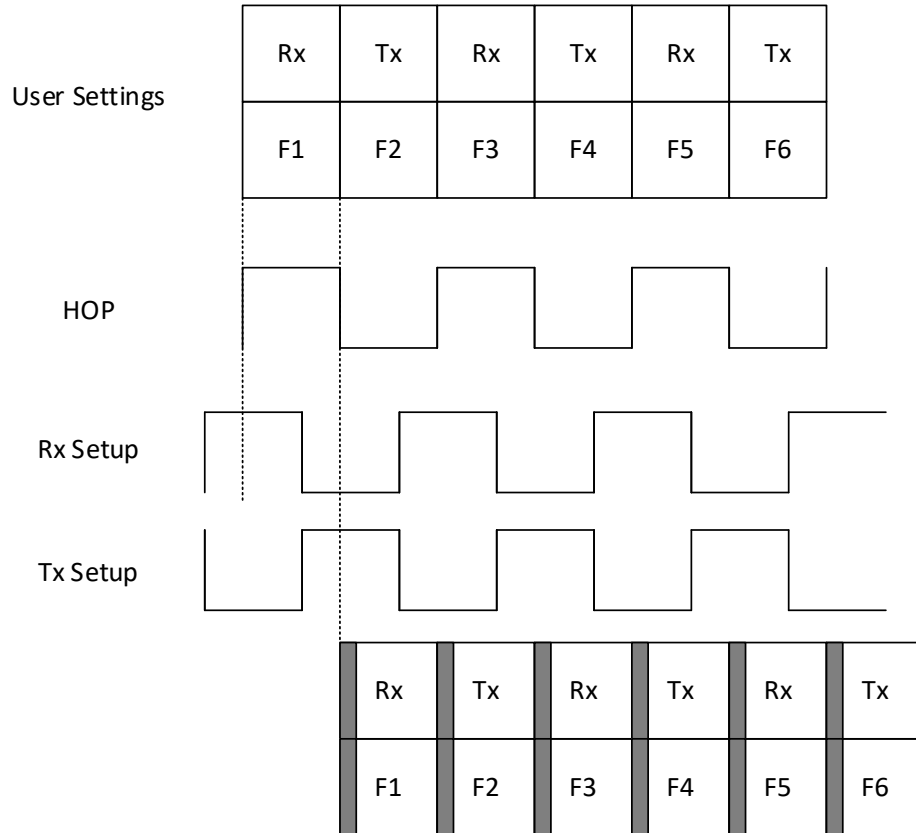 Rx Tx Rx Tx Rx Tx
User Settings
F1 F2 F3 F4 F5 F6
HOP
Rx Setup
Tx Setup
Rx Tx Rx Tx Rx Tx
F1 F2 F3 F4 F5 F6